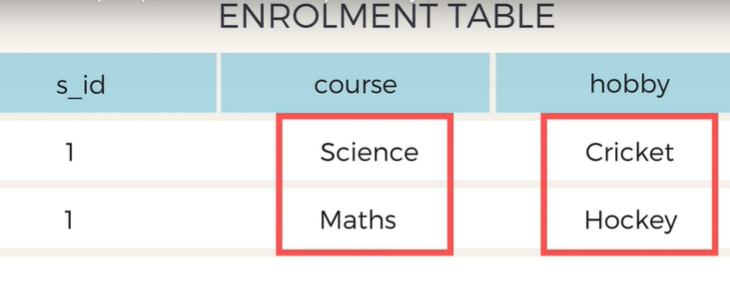 ENROLMENT TABLE
s_id course hobby
1 Science Cricket
1 Maths Hockey